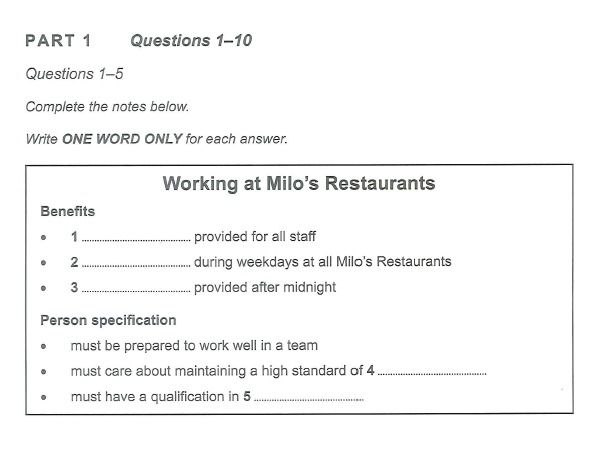 PART 1 Questions 1–10
Questions 1–5
Complete the notes below.
Write ONE WORD ONLY for each answer.
Working at Milo's Restaurants
Benefits
• 1 .............................. provided for all staff
• 2 .............................. during weekdays at all Milo's Restaurants
• 3 .............................. provided after midnight
Person specification
• must be prepared to work well in a team
• must care about maintaining a high standard of 4 ..............................
• must have a qualification in 5 ..............................